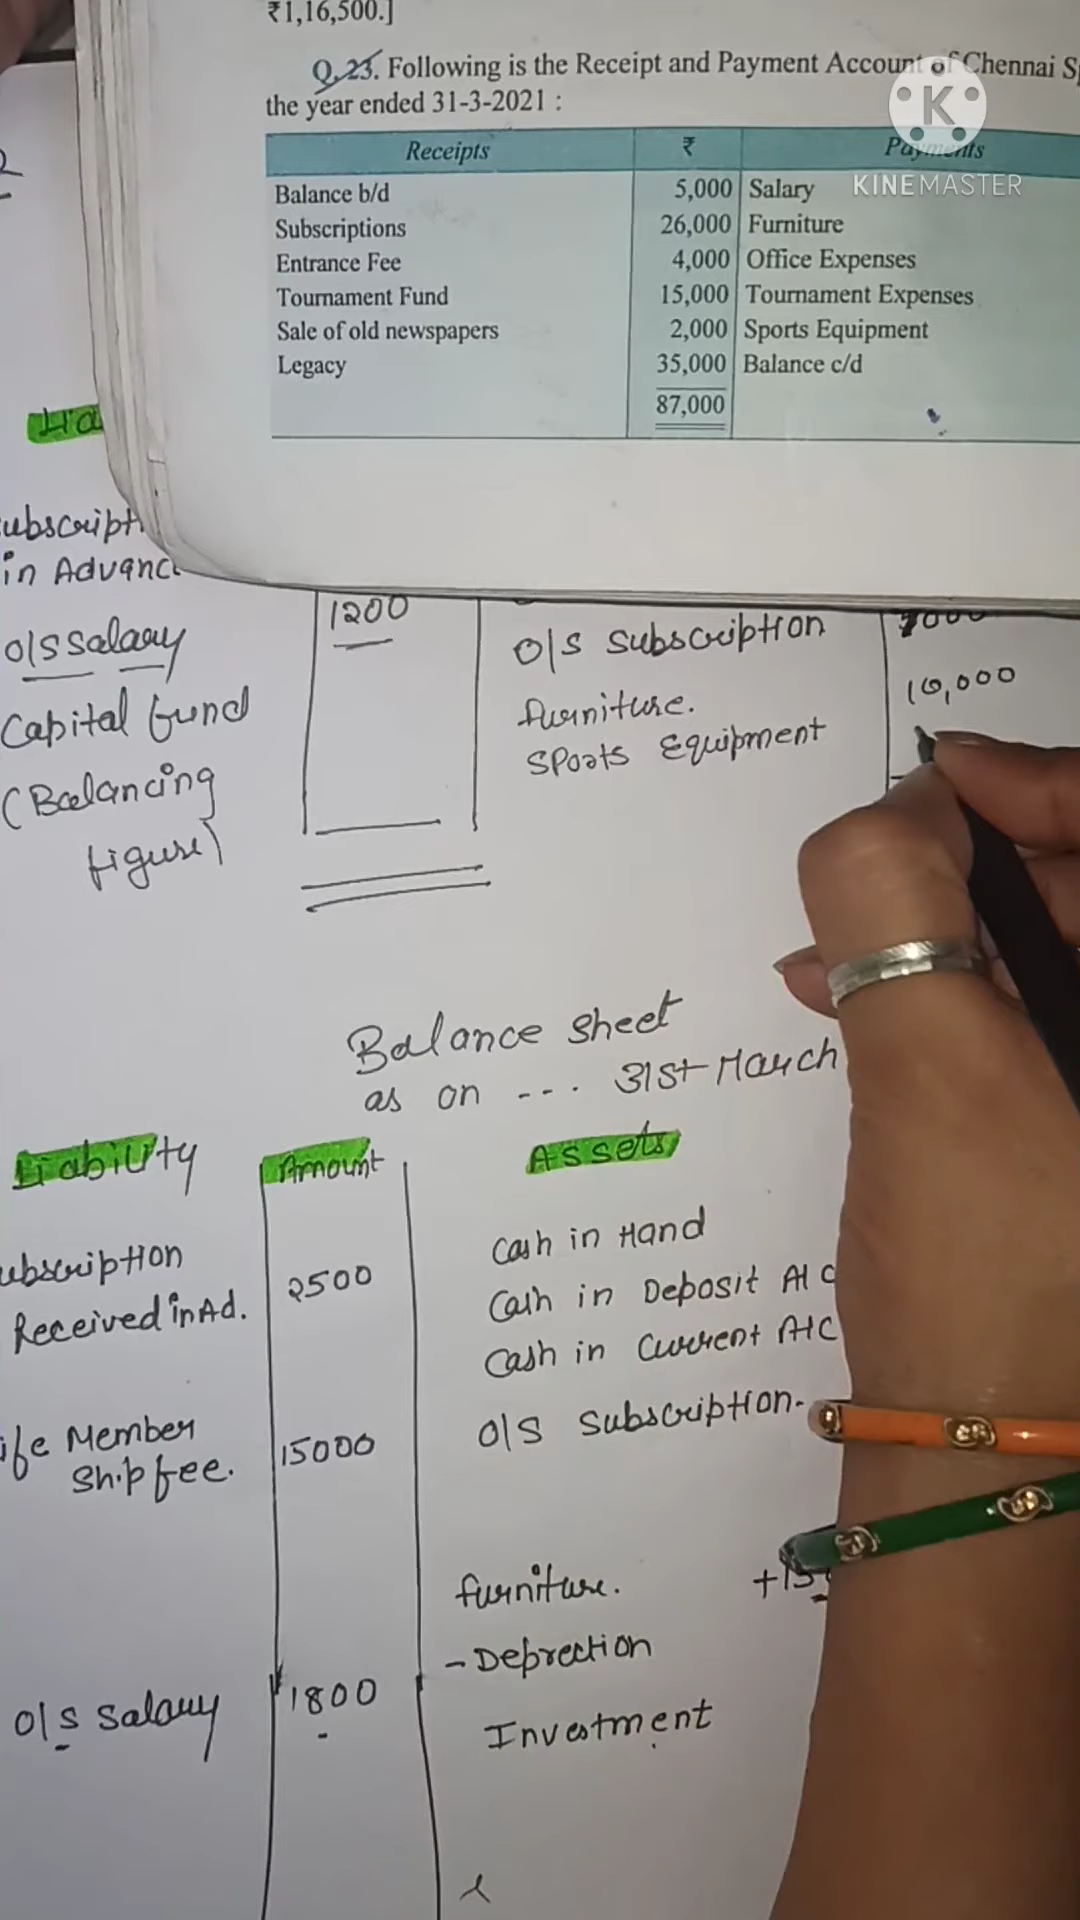 ₹1,16,500.]
Q.23. Following is the Receipt and Payment Account of Chennai
the year ended 31-3-2021 :
Receipts ₹ Payments
KINEMASTER
Balance b/d 5,000 Salary
Subscriptions 26,000 Furniture
Entrance Fee 4,000 Office Expenses
Tournament Fund 15,000 Tournament Expenses
Sale of old newspapers 2,000 Sports Equipment
Legacy 35,000 Balance c/d
87,000
in
1200
O/S Salary
O/S Subscription
Capital fund
furniture. 10,000
Sports Equipment
(Balancing
figure)
Balance sheet
as on --- 31st March
Liability Amount Assets
Cash in Hand
2500
Received in Ad.
Cash in Deposit A/C
Cash in Current A/C
Member 15000
Ship fee.
O/S Subscription.
furniture.
- Deprection
O/S Salary 1800
Investment